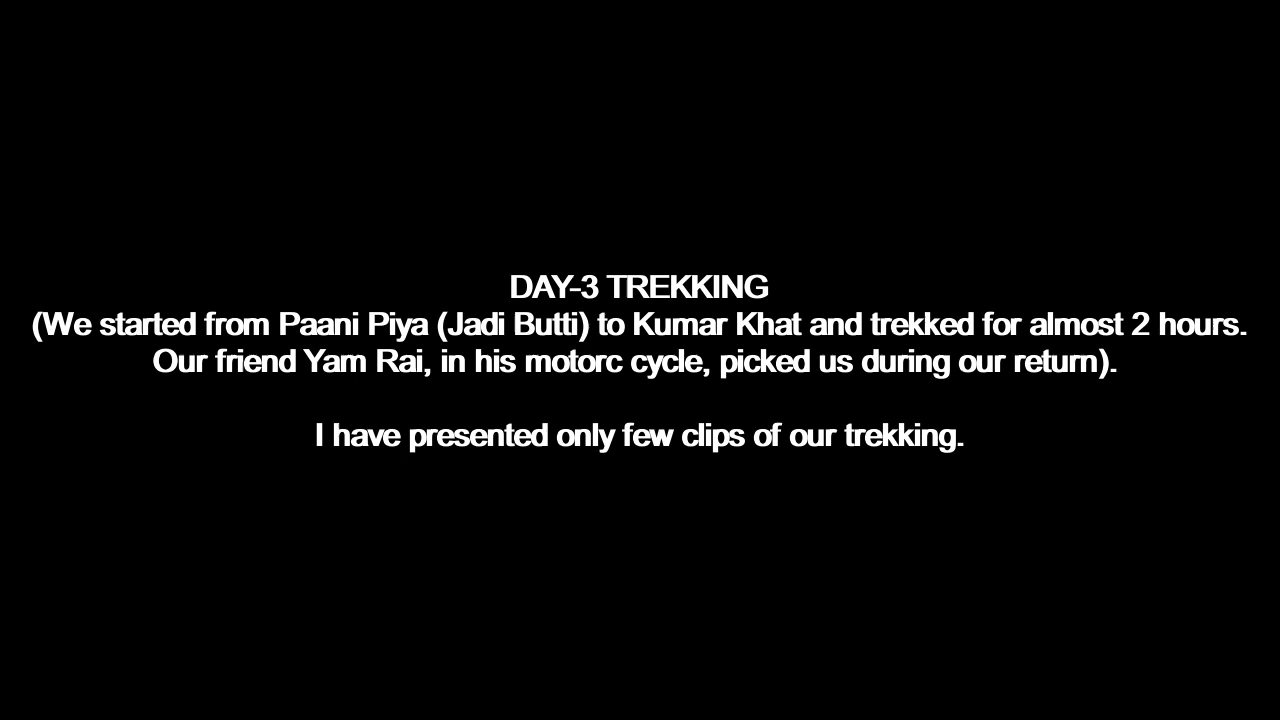 DAY-3 TREKKING
(We started from Paani Piya (Jadi Butti) to Kumar Khat and trekked for almost 2 hours.
Our friend Yam Rai, in his motorc cycle, picked us during our return).
I have presented only few clips of our trekking.